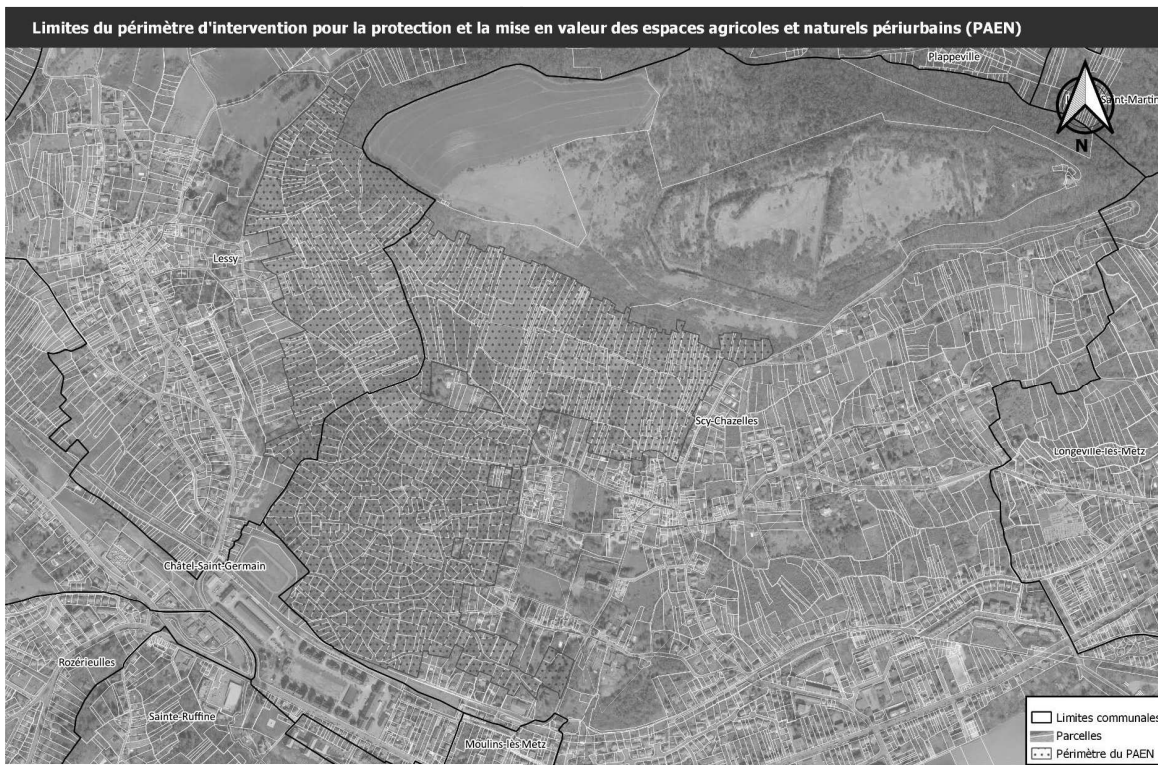 Limites du périmètre d'intervention pour la protection et la mise en valeur des espaces agricoles et naturels périurbains (PAEN)
Plappeville
Saint-Martin
N
Lessy
Scy-Chazelles
Longeville-lès-Metz
Châtel-Saint-Germain
Rozérieulles
Sainte-Ruffine
Moulins-lès-Metz
Limites communales
Parcelles
Périmètre du PAEN